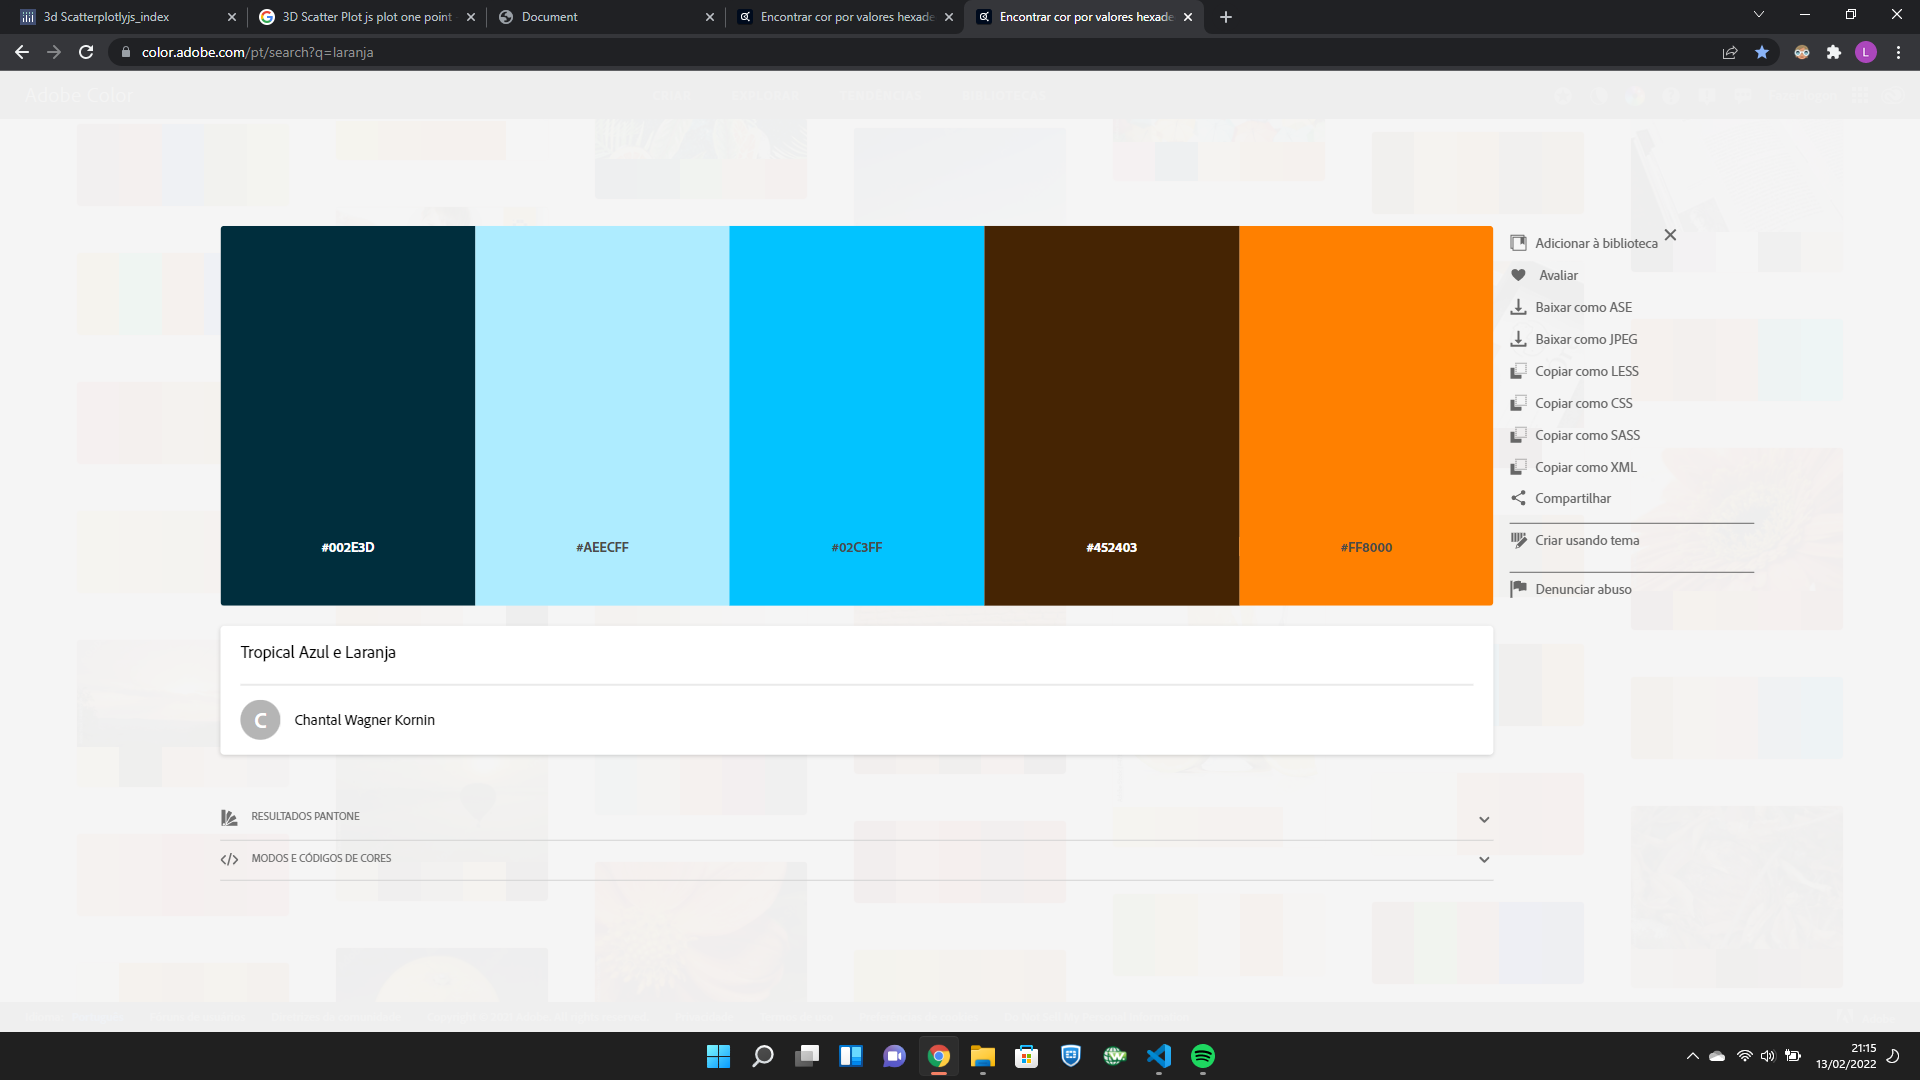 3d Scatterplotlyjs_index
3D Scatter Plot js plot one point
Document
Encontrar cor por valores hexade
Encontrar cor por valores hexade
color.adobe.com/pt/search?q=laranja
L
Adobe Color
Adicionar à biblioteca
Avaliar
Baixar como ASE
Baixar como JPEG
Copiar como LESS
Copiar como CSS
Copiar como SASS
Copiar como XML
Compartilhar
Criar usando tema
Denunciar abuso
#002E3D
#AEECFF
#02C3FF
#452403
#FF8000
Tropical Azul e Laranja
C
Chantal Wagner Kornin
RESULTADOS PANTONE
MODOS E CÓDIGOS DE CORES
21:15
13/02/2022